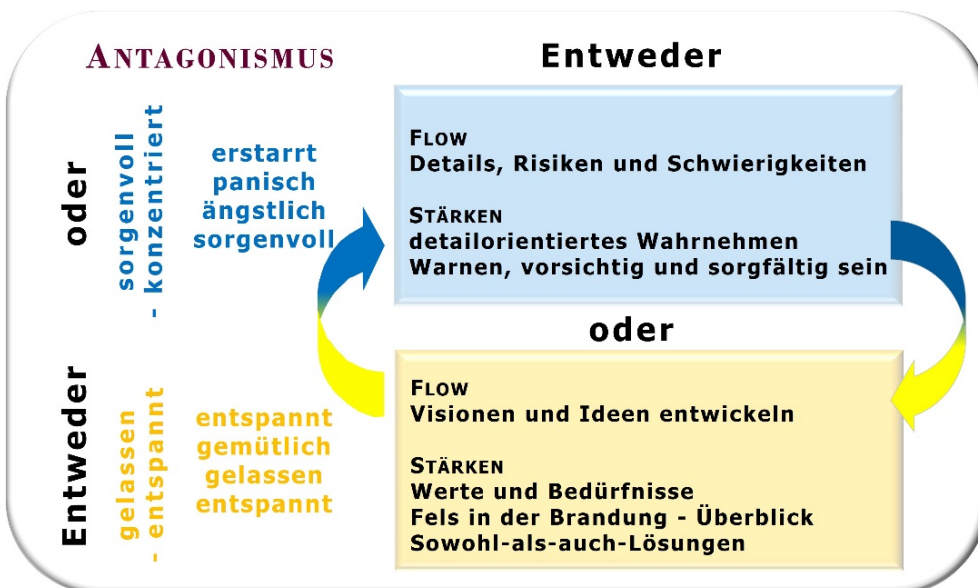 ANTAGONISMUS
Entweder
oder
sorgenvoll
- konzentriert
erstarrt
panisch
ängstlich
sorgenvoll
FLOW
Details, Risiken und Schwierigkeiten
STÄRKEN
detailorientiertes Wahrnehmen
Warnen, vorsichtig und sorgfältig sein
oder
Entweder
gelassen
- entspannt
entspannt
gemütlich
gelassen
entspannt
FLOW
Visionen und Ideen entwickeln
STÄRKEN
Werte und Bedürfnisse
Fels in der Brandung - Überblick
Sowohl-als-auch-Lösungen